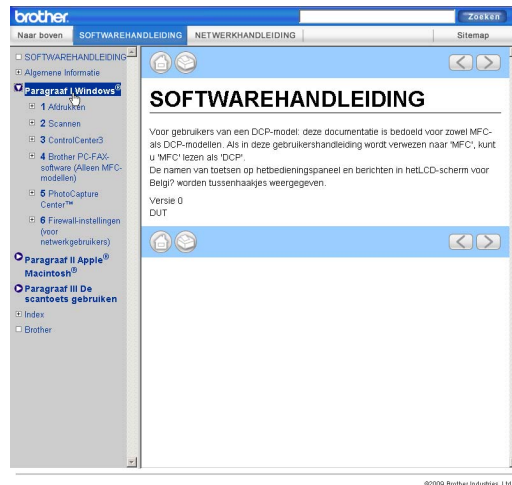 brother
Zoeken
Naar boven
SOFTWAREHANDLEIDING
NETWERKHANDLEIDING
Sitemap
SOFTWAREHANDLEIDING
Algemene Informatie
Paragraaf I Windows®
1 Afdrukken
2 Scannen
3 ControlCenter3
4 Brother PC-FAX-
software (Alleen MFC-
modellen)
5 PhotoCapture
Center™
6 Firewall-instellingen
(voor
netwerkgebruikers)
Paragraaf II Apple®
Macintosh®
Paragraaf III De
scantoets gebruiken
Index
Brother
SOFTWAREHANDLEIDING
Voor gebruikers van een DCP-model: deze documentatie is bedoeld voor zowel MFC-
als DCP-modellen. Als in deze gebruikershandleiding wordt verwezen naar 'MFC', kunt
u 'MFC' lezen als 'DCP'.
De namen van toetsen op hetbedieningspaneel en berichten in hetLCD-scherm voor
Belgi? worden tussenhaakjes weergegeven.
Versie 0
DUT
©2009 Brother Industries, Ltd.